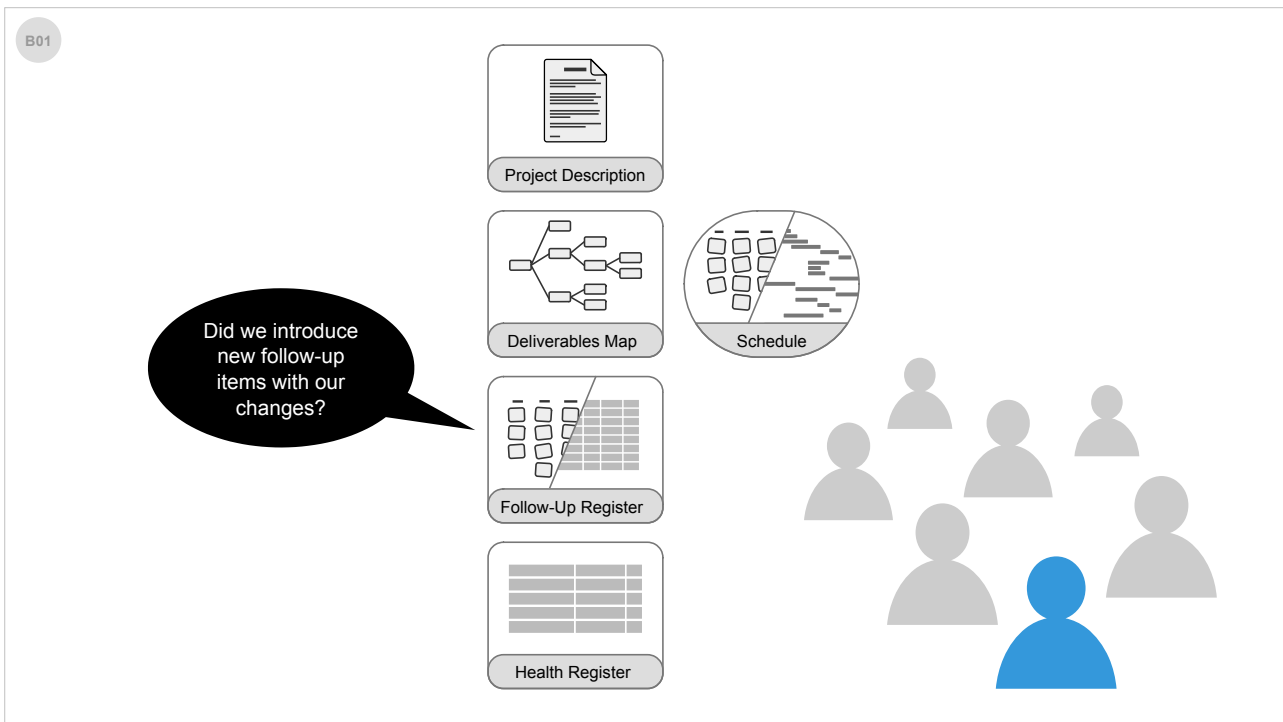 B01
Project Description
Deliverables Map
Schedule
Did we introduce
new follow-up
items with our
changes?
Follow-Up Register
Health Register